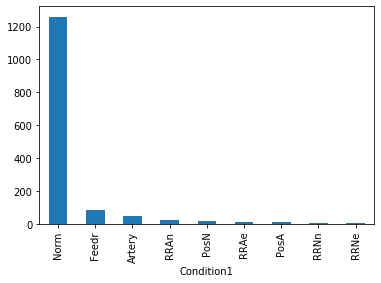 1200
1000
800
600
400
200
0
Norm
Feedr
Artery
RRAn
PosN
RRAe
PosA
RRNn
RRNe
Condition1